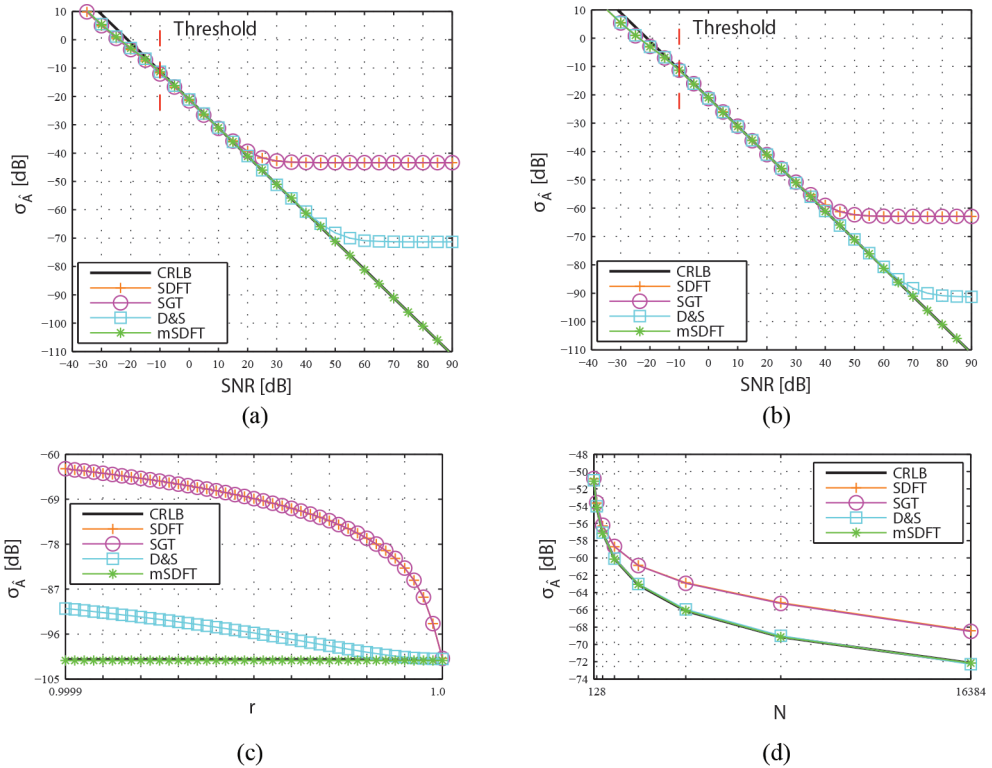 10
0
−10
−20
−30
−40
−50
−60
−70
−80
−90
−100
−110
σ_Â [dB]
Threshold
CRLB
SDFT
SGT
D&S
mSDFT
−40 −30 −20 −10 0 10 20 30 40 50 60 70 80 90
SNR [dB]
(a)
10
0
−10
−20
−30
−40
−50
−60
−70
−80
−90
−100
−110
σ_Â [dB]
Threshold
CRLB
SDFT
SGT
D&S
mSDFT
−40 −30 −20 −10 0 10 20 30 40 50 60 70 80 90
SNR [dB]
(b)
−60
−69
−78
−87
−96
−105
σ_Â [dB]
CRLB
SDFT
SGT
D&S
mSDFT
0.9999 1.0
r
(c)
−48
−50
−52
−54
−56
−58
−60
−62
−64
−66
−68
−70
−72
−74
σ_Â [dB]
CRLB
SDFT
SGT
D&S
mSDFT
128 16384
N
(d)